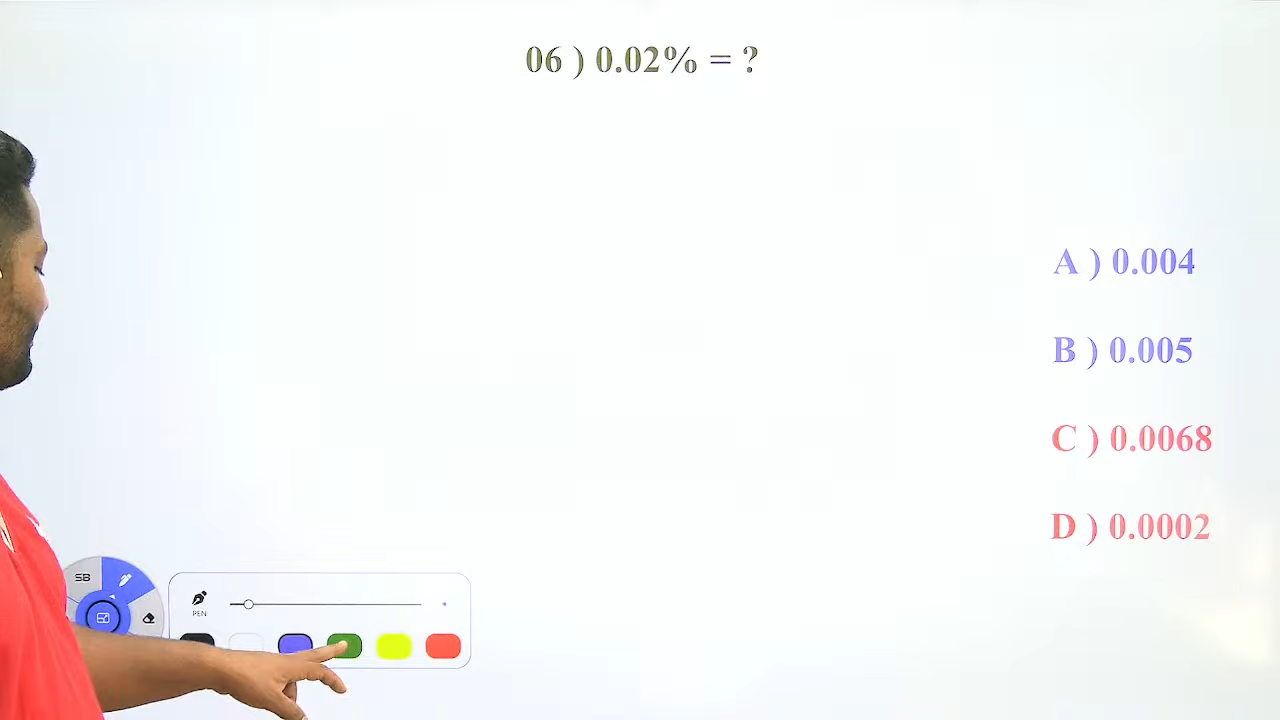 06 ) 0.02% = ?
A ) 0.004
B ) 0.005
C ) 0.0068
D ) 0.0002
SB
PEN